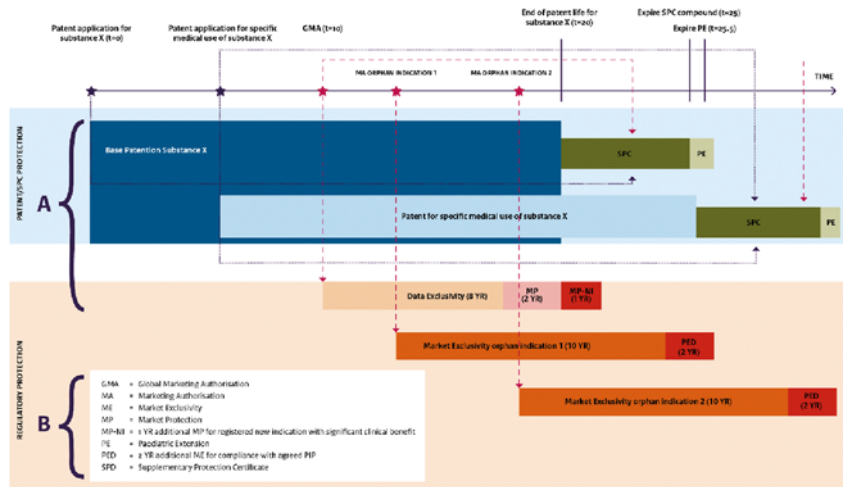 Patent application for
substance X (t=0)
Patent application for specific
medical use of substance X
GMA (t=10)
End of patent life for
substance X (t=20)
Expire SPC compound (t=25)
Expire PE (t=25.5)
MA ORPHAN INDICATION 1
MA ORPHAN INDICATION 2
TIME
PATENT/SPC PROTECTION
A
Base Patention Substance X
SPC
PE
Patent for specific medical use of substance X
SPC
PE
REGULATORY PROTECTION
Data Exclusivity (8 YR)
MP
(2 YR)
MP-NI
(1 YR)
Market Exclusivity orphan indication 1 (10 YR)
PED
(2 YR)
Market Exclusivity orphan indication 2 (10 YR)
PED
(2 YR)
B
GMA = Global Marketing Authorisation
MA = Marketing Authorisation
ME = Market Exclusivity
MP = Market Protection
MP-NI = 1 YR additional MP for registered new indication with significant clinical benefit
PE = Paediatric Extension
PED = 2 YR additional ME for compliance with agreed PIP
SPD = Supplementary Protection Certificate